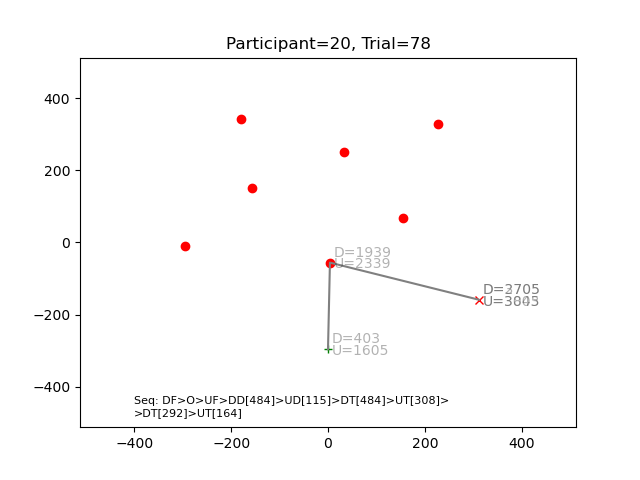 Participant=20, Trial=78
400
200
0
−200
−400
D=1939
U=2339
D=403
U=1605
D=2705
Seq: DF>O>UF>DD[484]>UD[115]>DT[484]>UT[308]>
>DT[292]>UT[164]
−400
−200
0
200
400